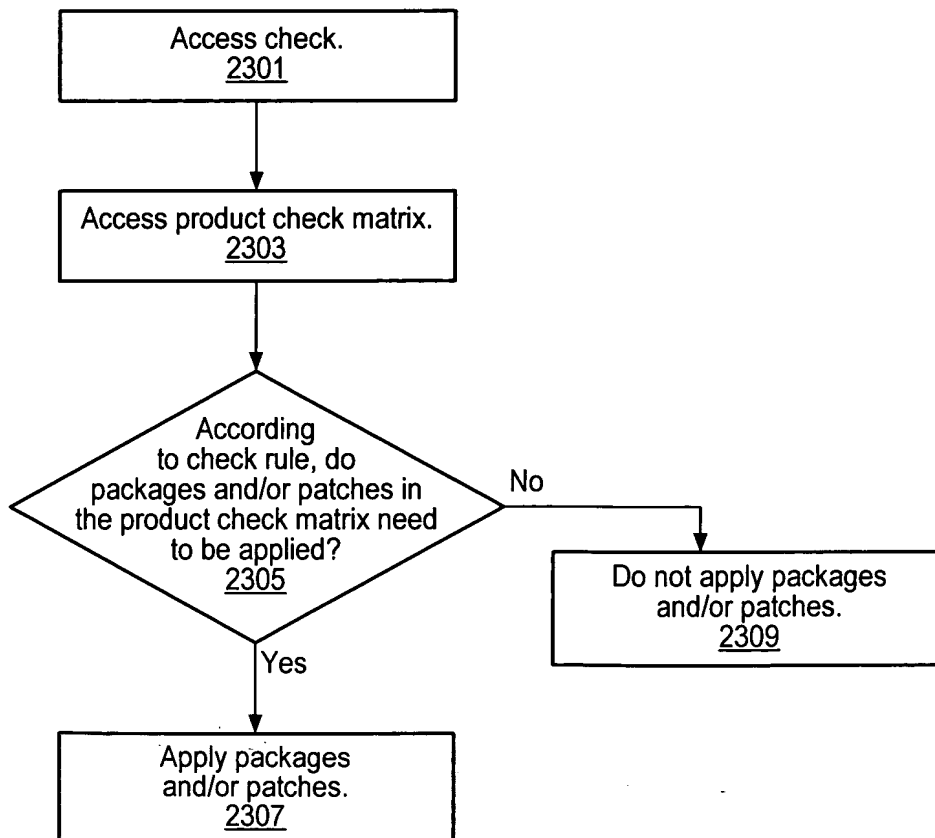 Access check.
2301
Access product check matrix.
2303
According
to check rule, do
packages and/or patches in
the product check matrix need
to be applied?
2305
No
Do not apply packages
and/or patches.
2309
Yes
Apply packages
and/or patches.
2307